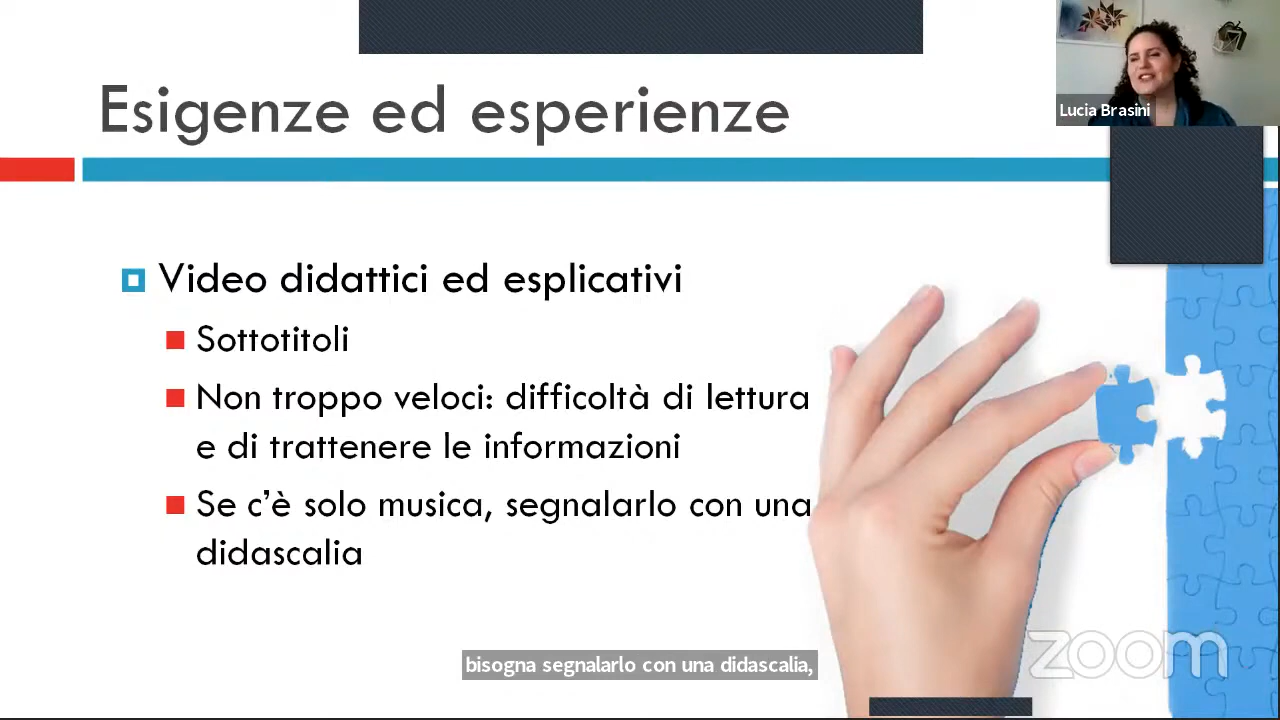 Lucia Brasini
Esigenze ed esperienze
Video didattici ed esplicativi
Sottotitoli
Non troppo veloci: difficoltà di lettura
e di trattenere le informazioni
Se c’è solo musica, segnalarlo con una
didascalia
zoom
bisogna segnalarlo con una didascalia,